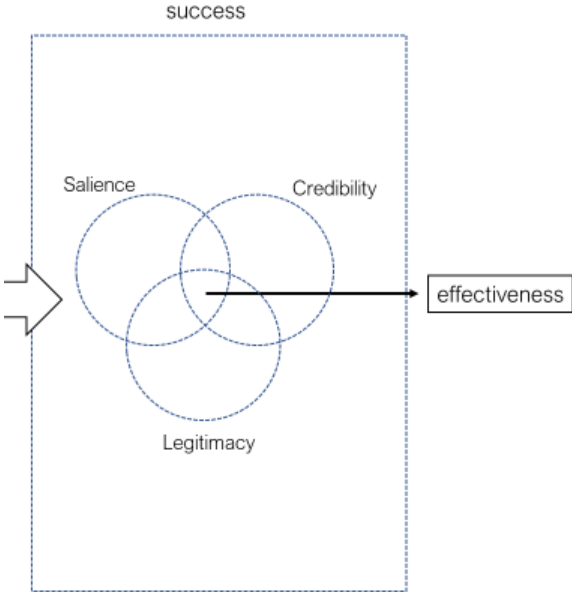 success
Salience
Credibility
effectiveness
Legitimacy